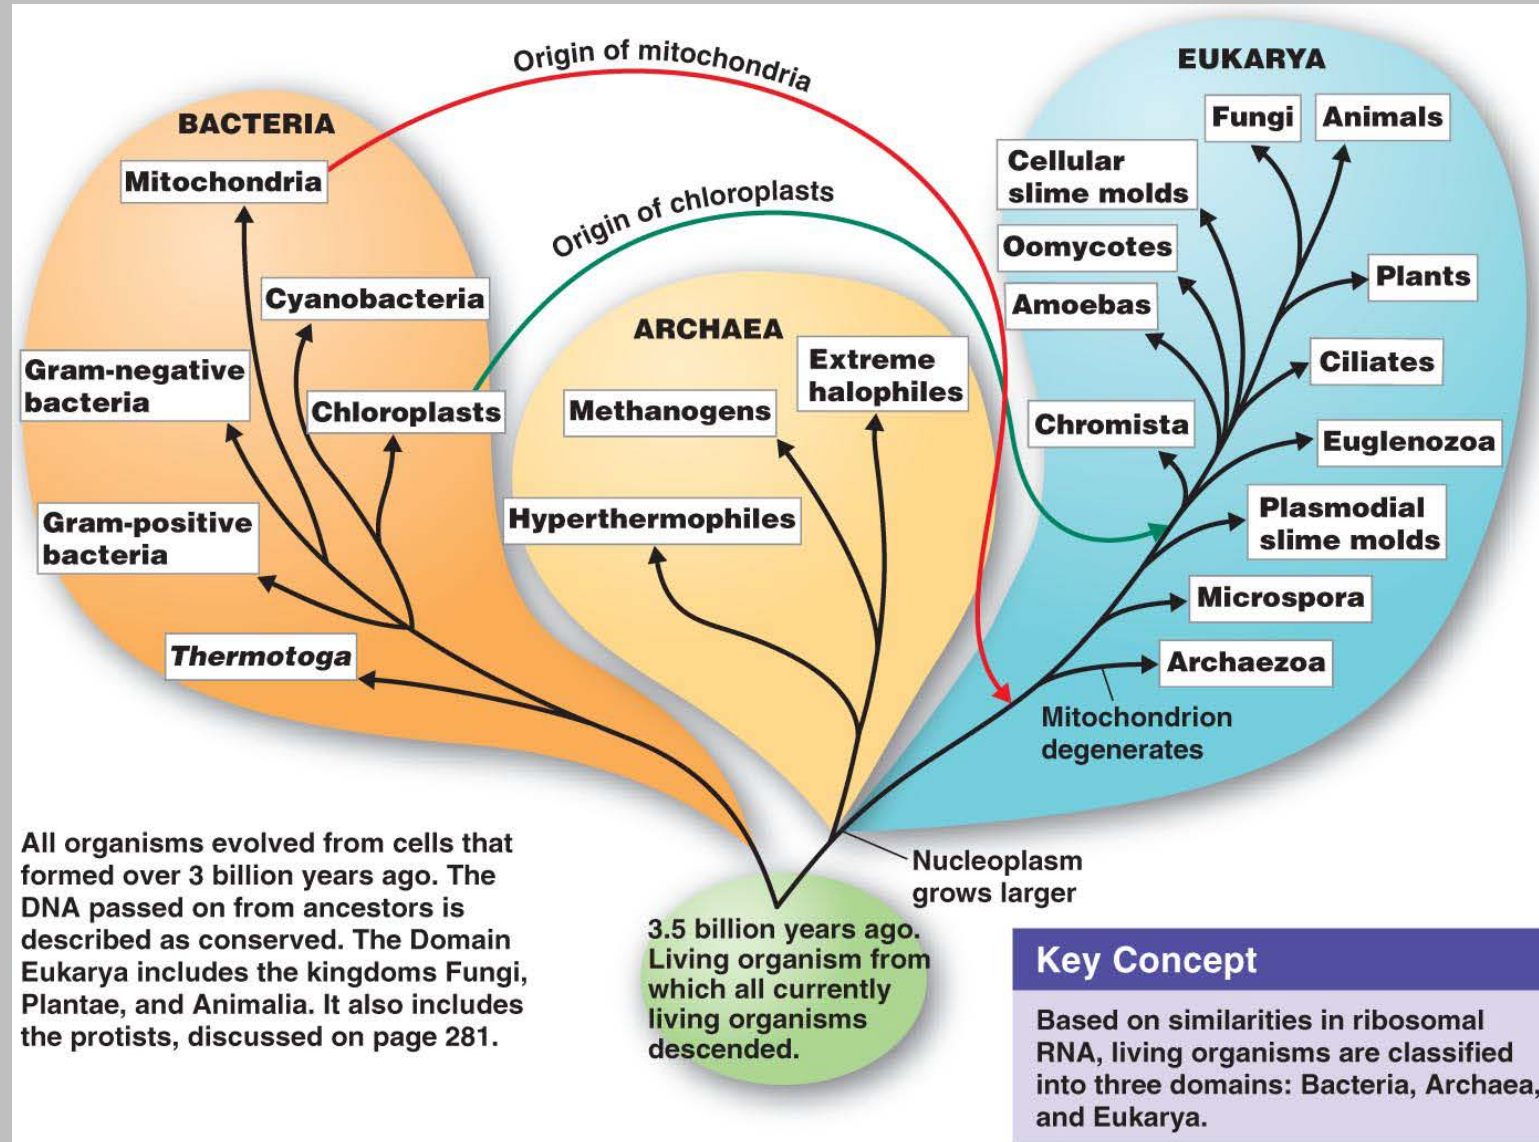 Origin of mitochondria
EUKARYA
BACTERIA
Fungi
Animals
Mitochondria
Cellular
slime molds
Origin of chloroplasts
Oomycotes
Plants
Cyanobacteria
Amoebas
ARCHAEA
Extreme
halophiles
Ciliates
Gram-negative
bacteria
Chloroplasts
Methanogens
Chromista
Euglenozoa
Gram-positive
bacteria
Hyperthermophiles
Plasmodial
slime molds
Microspora
Thermotoga
Archaezoa
Mitochondrion
degenerates
All organisms evolved from cells that
formed over 3 billion years ago. The
DNA passed on from ancestors is
described as conserved. The Domain
Eukarya includes the kingdoms Fungi,
Plantae, and Animalia. It also includes
the protists, discussed on page 281.
Nucleoplasm
grows larger
3.5 billion years ago.
Living organism from
which all currently
living organisms
descended.
Key Concept
Based on similarities in ribosomal
RNA, living organisms are classified
into three domains: Bacteria, Archaea,
and Eukarya.